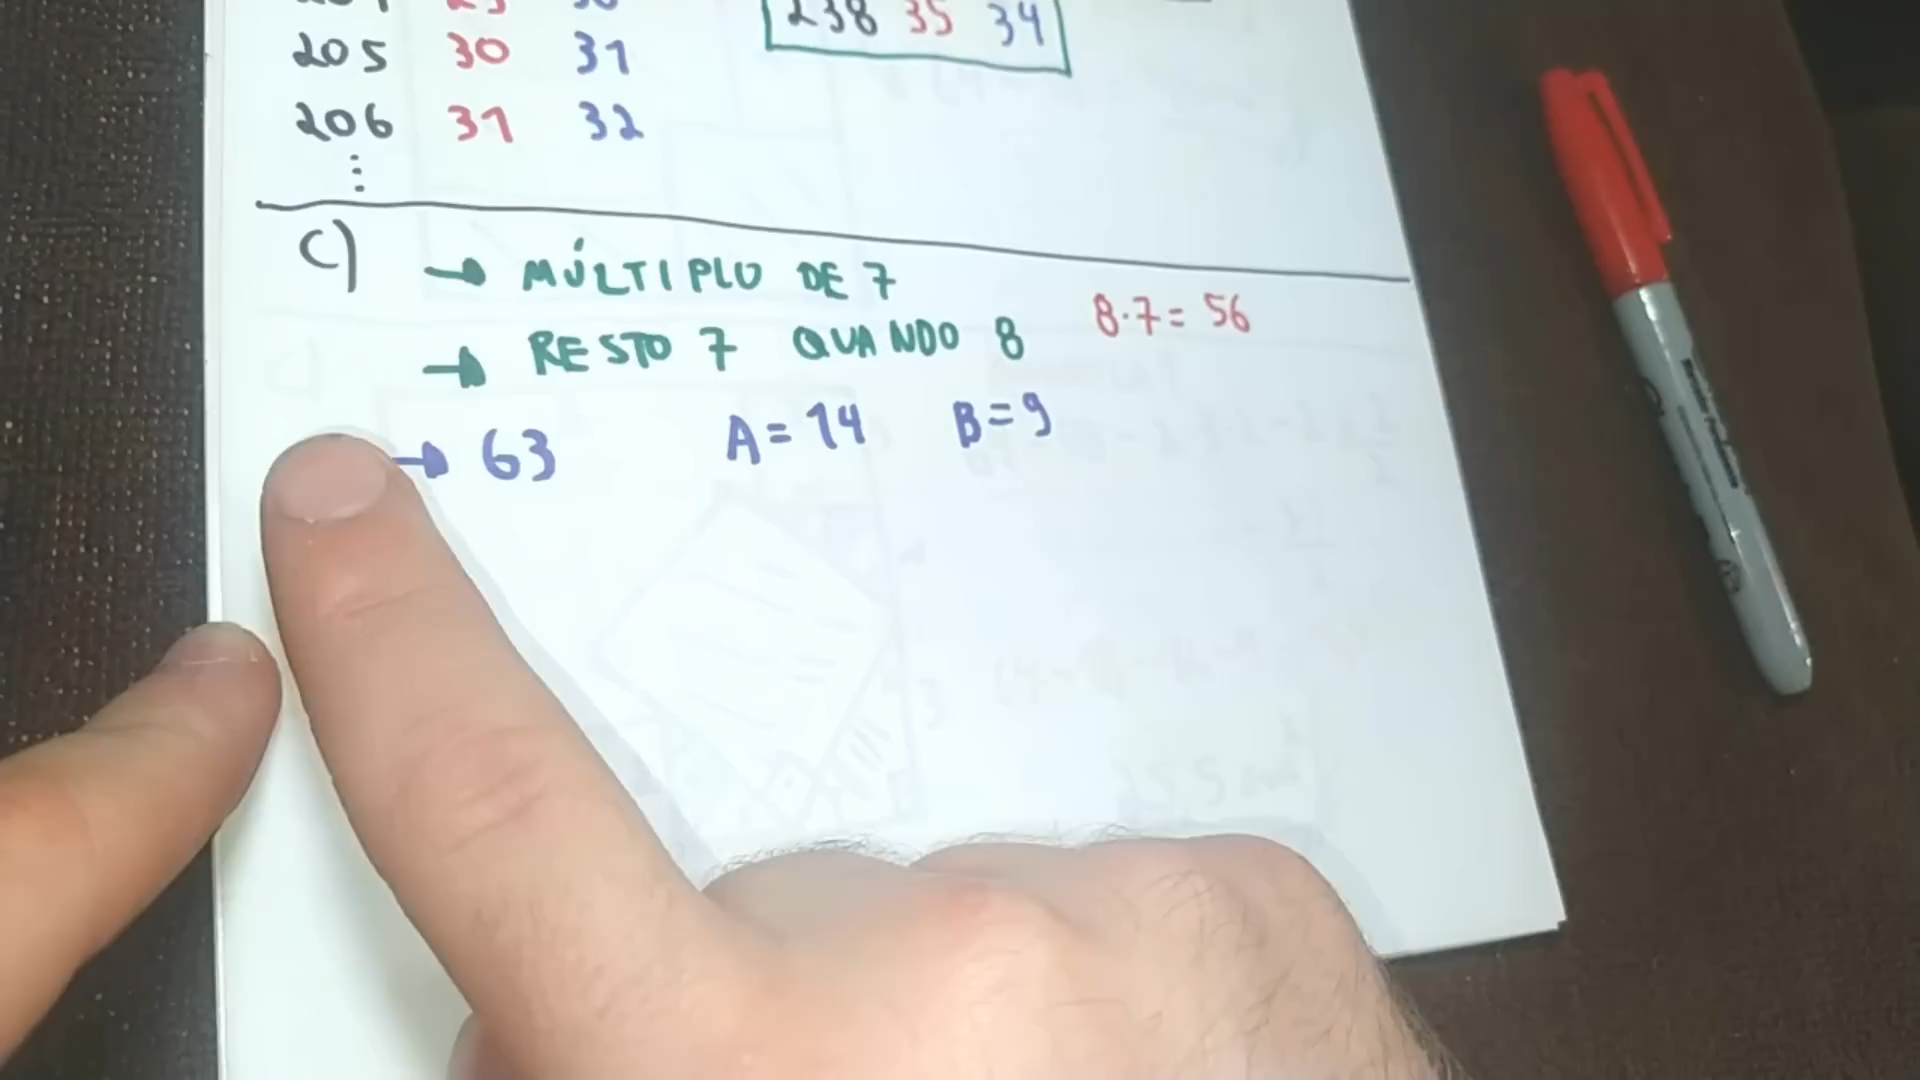 205 30 31
238 35 34
206 31 32
C) → MÚLTIPLO DE 7
→ RESTO 7 QUANDO 8
8·7= 56
→ 63 A=14 B=9